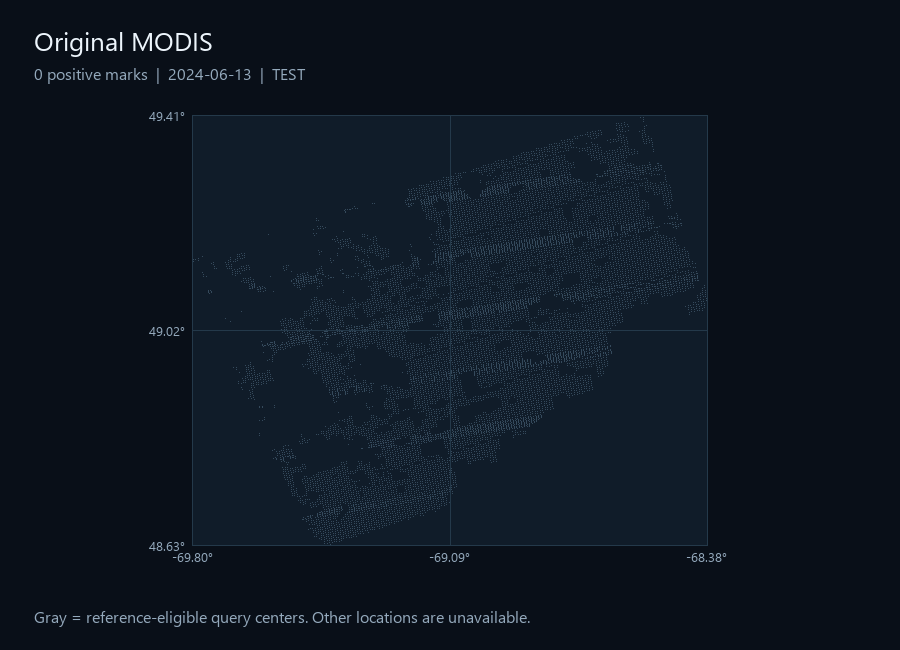 Original MODIS
0 positive marks | 2024-06-13 | TEST
49.41°
49.02°
48.63°
-69.80°
-69.09°
-68.38°
Gray = reference-eligible query centers. Other locations are unavailable.